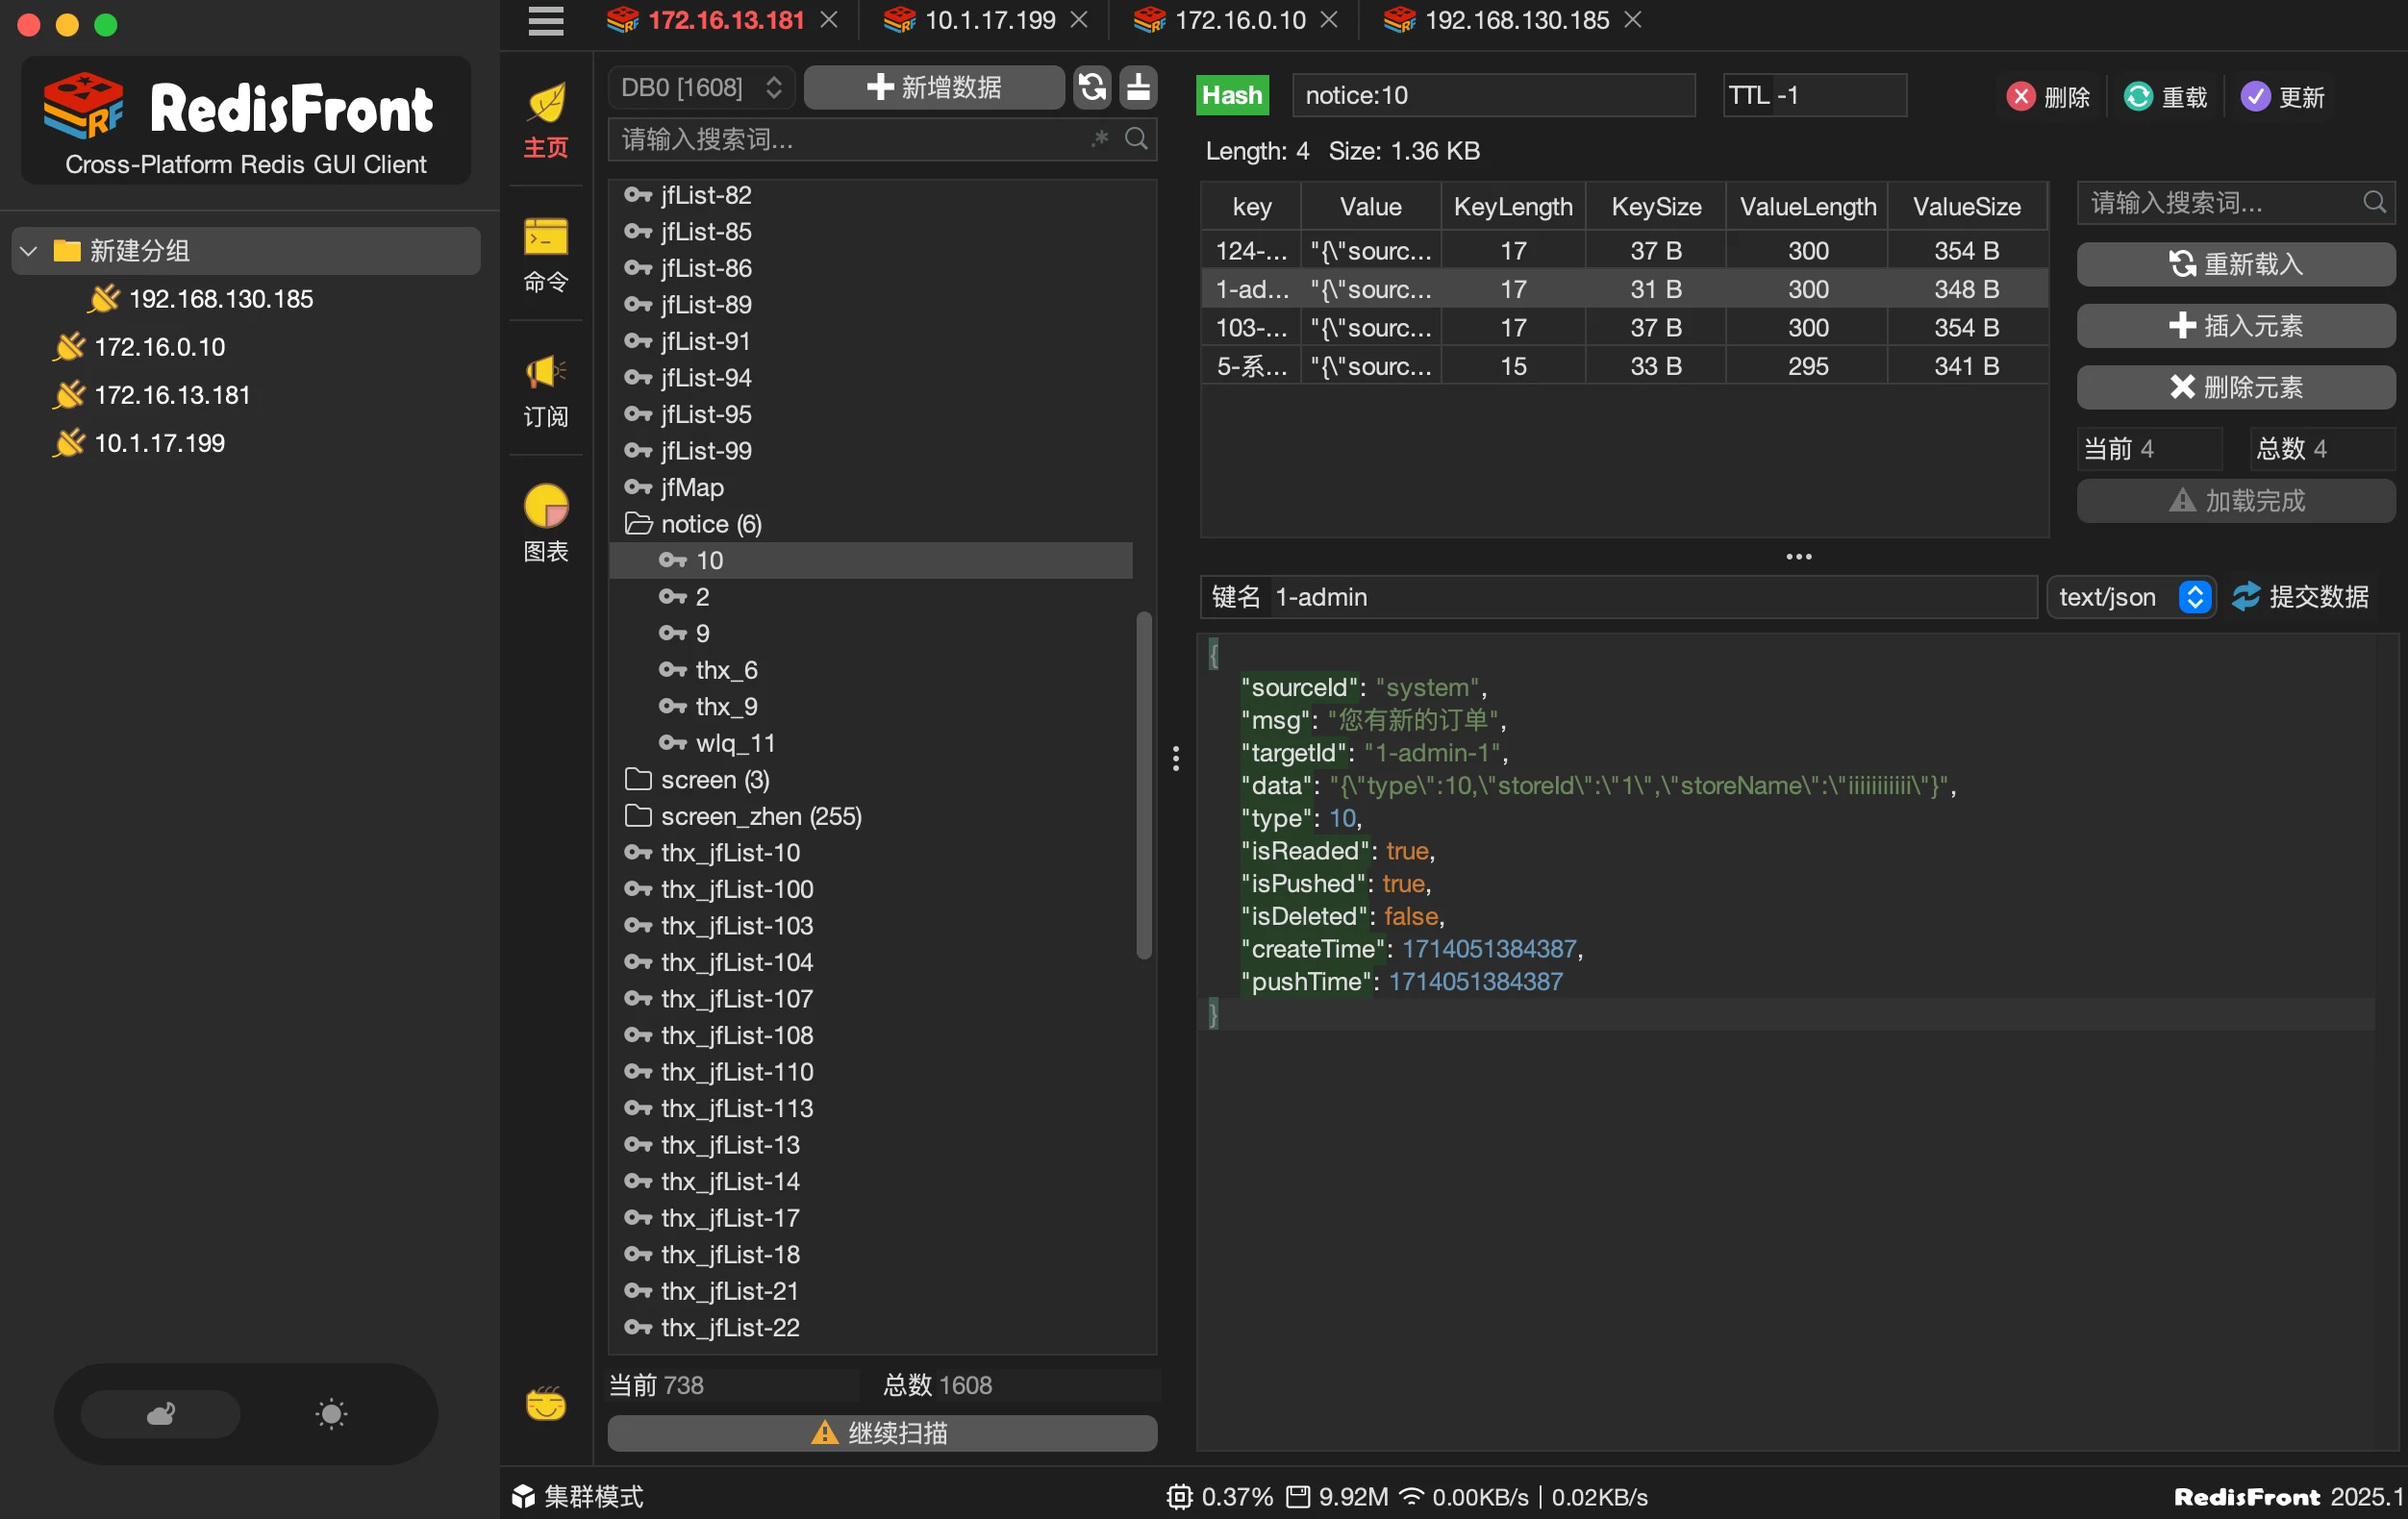 RedisFront
Cross-Platform Redis GUI Client
新建分组
192.168.130.185
172.16.0.10
172.16.13.181
10.1.17.199
172.16.13.181
10.1.17.199
172.16.0.10
192.168.130.185
主页
命令
订阅
图表
DB0 [1608]
新增数据
请输入搜索词...
.*
jfList-82
jfList-85
jfList-86
jfList-89
jfList-91
jfList-94
jfList-95
jfList-99
jfMap
notice (6)
10
2
9
thx_6
thx_9
wlq_11
screen (3)
screen_zhen (255)
thx_jfList-10
thx_jfList-100
thx_jfList-103
thx_jfList-104
thx_jfList-107
thx_jfList-108
thx_jfList-110
thx_jfList-113
thx_jfList-13
thx_jfList-14
thx_jfList-17
thx_jfList-18
thx_jfList-21
thx_jfList-22
当前 738 总数 1608
继续扫描
Hash notice:10 TTL -1 删除 重载 更新
Length: 4 Size: 1.36 KB
key Value KeyLength KeySize ValueLength ValueSize
124-... "{\"sourc... 17 37 B 300 354 B
1-ad... "{\"sourc... 17 31 B 300 348 B
103-... "{\"sourc... 17 37 B 300 354 B
5-系... "{\"sourc... 15 33 B 295 341 B
请输入搜索词...
重新载入
插入元素
删除元素
当前 4 总数 4
加载完成
键名 1-admin text/json 提交数据
{
"sourceId": "system",
"msg": "您有新的订单",
"targetId": "1-admin-1",
"data": "{\"type\":10,\"storeId\":\"1\",\"storeName\":\"iiiiiiiiiii\"}",
"type": 10,
"isReaded": true,
"isPushed": true,
"isDeleted": false,
"createTime": 1714051384387,
"pushTime": 1714051384387
}
集群模式 0.37% 9.92M 0.00KB/s | 0.02KB/s RedisFront 2025.1